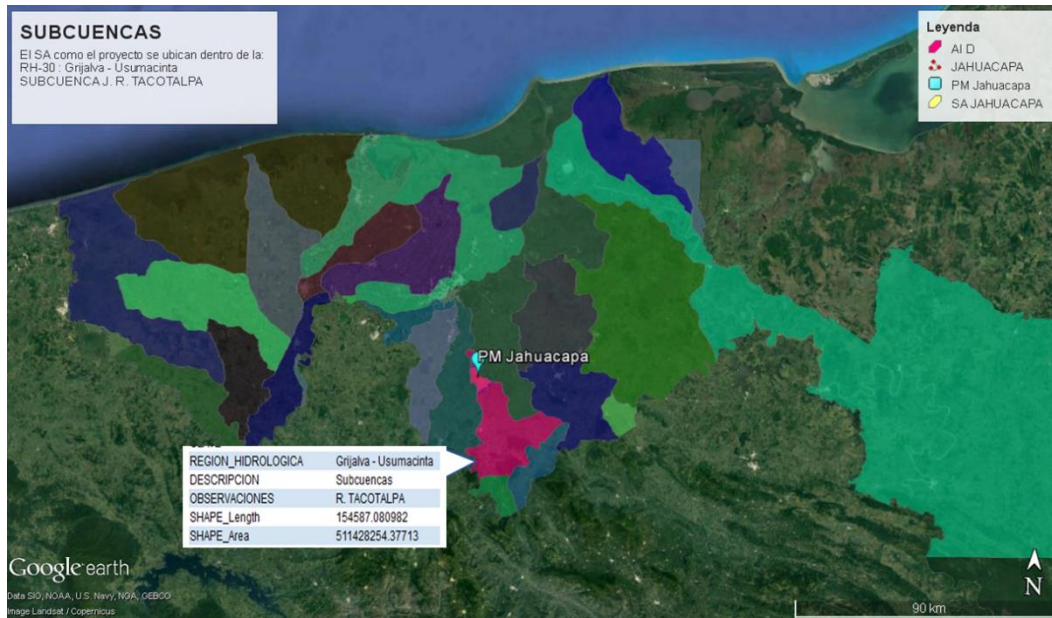 SUBCUENCAS
El SA como el proyecto se ubican dentro de la:
RH-30 : Grijalva - Usumacinta
SUBCUENCA J. R. TACOTALPA
Leyenda
AI D
JAHUACAPA
PM Jahuacapa
SA JAHUACAPA
PM Jahuacapa
REGION_HIDROLOGICA Grijalva - Usumacinta
DESCRIPCION Subcuencas
OBSERVACIONES R. TACOTALPA
SHAPE_Length 154587.080982
SHAPE_Area 511428254.37713
Google earth
Data SIO, NOAA, U.S. Navy, NGA, GEBCO
Image Landsat / Copernicus
N
90 km